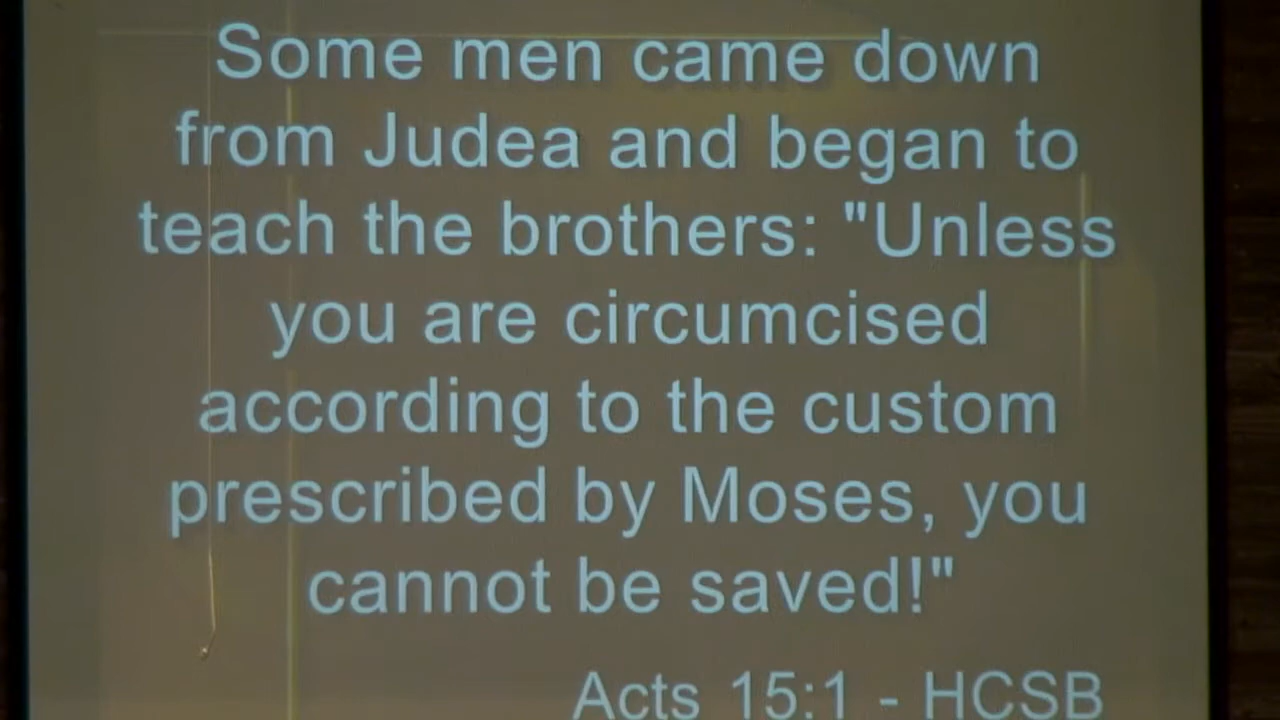 Some men came down
from Judea and began to
teach the brothers: "Unless
you are circumcised
according to the custom
prescribed by Moses, you
cannot be saved!"
Acts 15:1 - HCSB